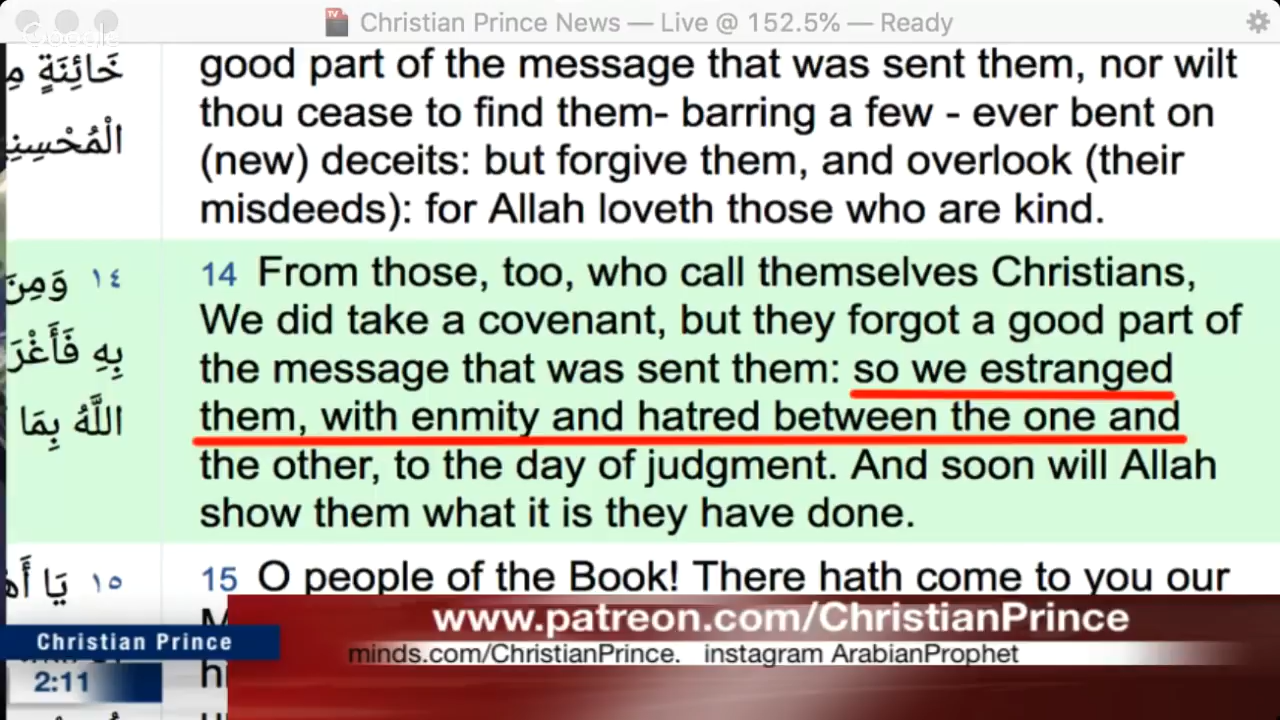 Christian Prince News — Live @ 152.5% — Ready
Google
خَائِنَةٍ
good part of the message that was sent them, nor wilt
thou cease to find them- barring a few - ever bent on
(new) deceits: but forgive them, and overlook (their
misdeeds): for Allah loveth those who are kind.
١٤ وَمِنَ
14 From those, too, who call themselves Christians,
We did take a covenant, but they forgot a good part of
بِهِ
the message that was sent them: so we estranged
them, with enmity and hatred between the one and
اللَّهُ بِمَا
the other, to the day of judgment. And soon will Allah
show them what it is they have done.
١٥ يَا
15 O people of the Book! There hath come to you our
www.patreon.com/ChristianPrince
Christian Prince
minds.com/ChristianPrince. instagram ArabianProphet
2:11